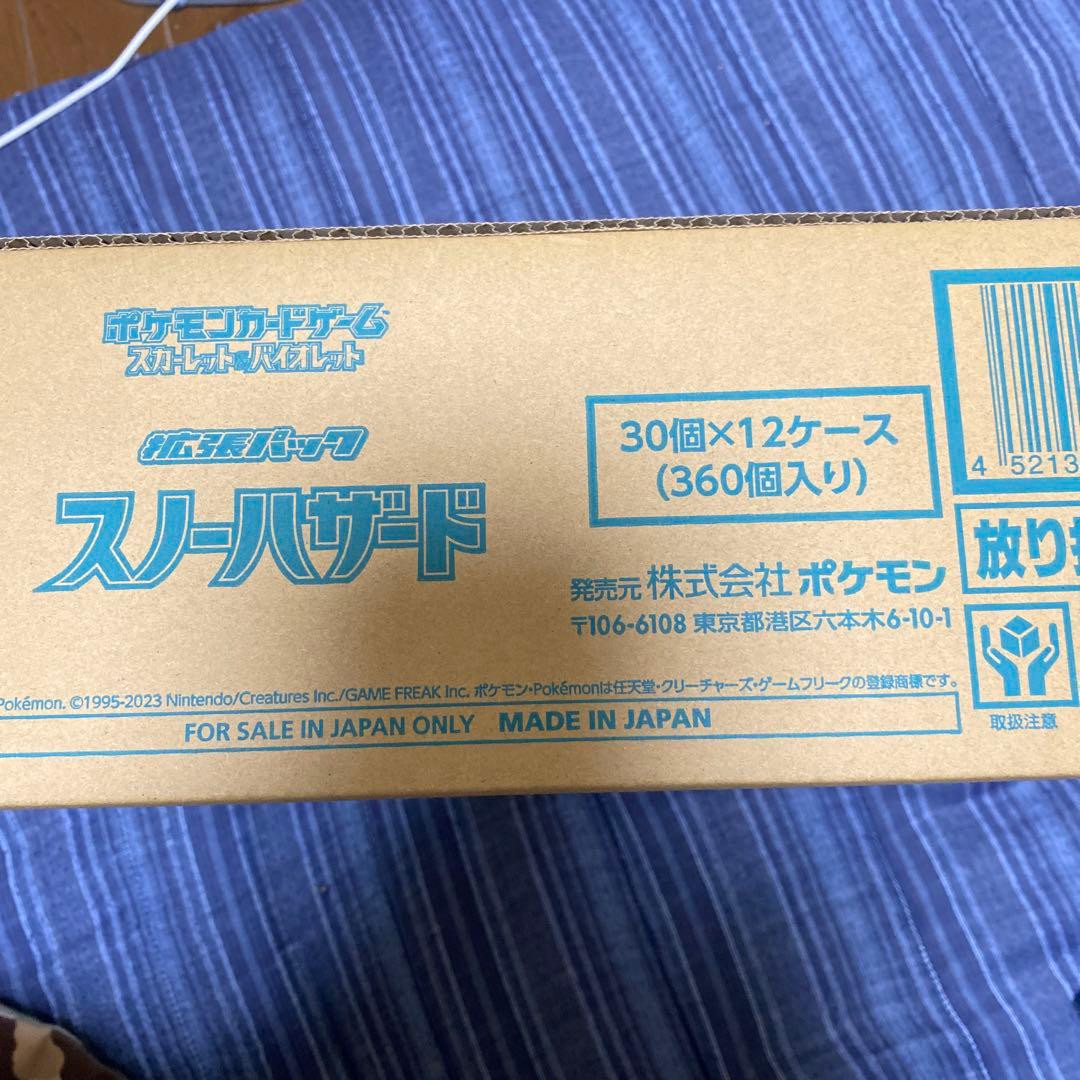 ポケモンカードゲーム
スカーレット&バイオレット
拡張パック
スノーハザード
30個×12ケース
(360個入り)
発売元 株式会社 ポケモン
〒106-6108 東京都港区六本木6-10-1
Pokémon. ©1995-2023 Nintendo/Creatures Inc./GAME FREAK Inc. ポケモン・Pokémonは任天堂・クリーチャーズ・ゲームフリークの登録商標です。
FOR SALE IN JAPAN ONLY MADE IN JAPAN
4 5213
放り
取扱注意